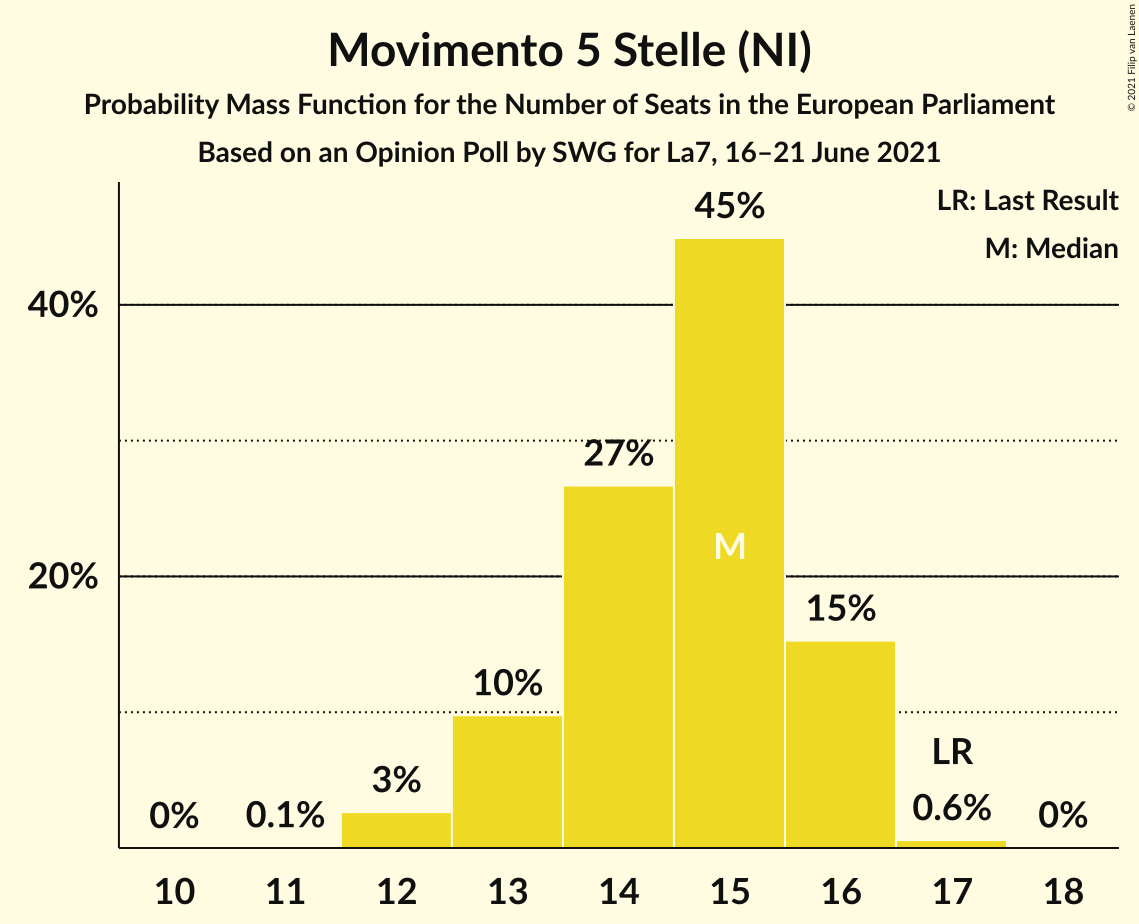 Movimento 5 Stelle (NI)
Probability Mass Function for the Number of Seats in the European Parliament
Based on an Opinion Poll by SWG for La7, 16–21 June 2021
© 2021 Filip van Laenen
LR: Last Result
M: Median
40%
20%
0%
0.1%
3%
10%
27%
45%
M
15%
LR
0.6%
0%
10 11 12 13 14 15 16 17 18